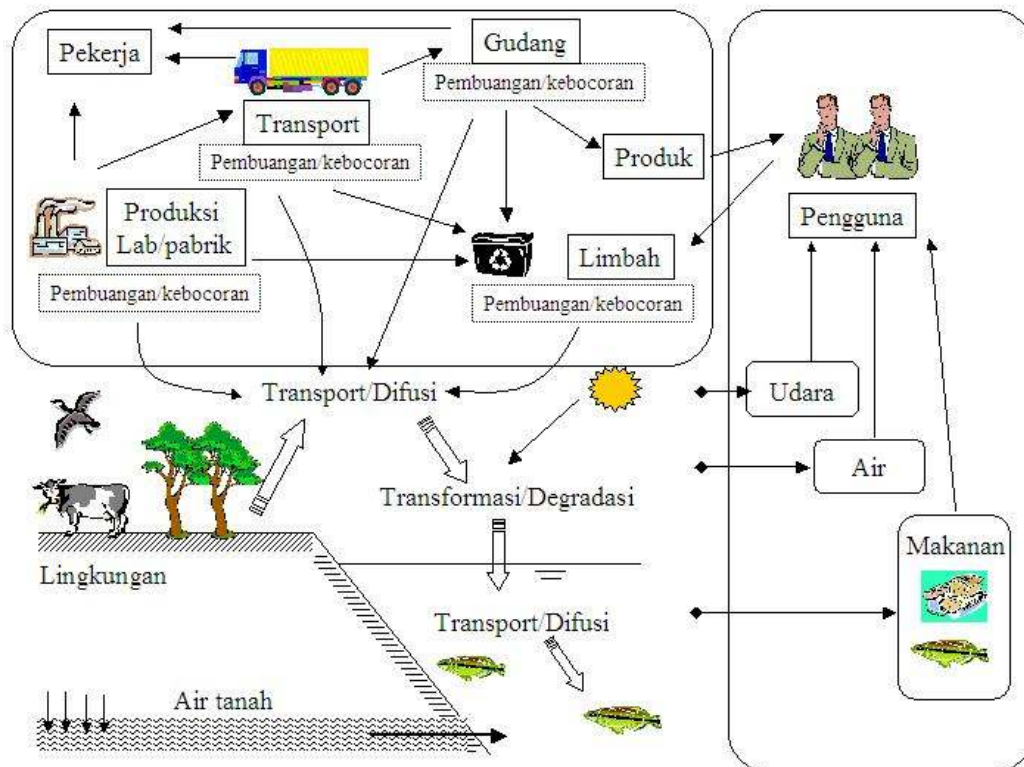 Pekerja
Gudang
Pembuangan/kebocoran
Transport
Pembuangan/kebocoran
Produk
Produksi
Lab/pabrik
Pembuangan/kebocoran
Limbah
Pembuangan/kebocoran
Pengguna
Transport/Difusi
Udara
Air
Transformasi/Degradasi
Makanan
Lingkungan
Transport/Difusi
Air tanah